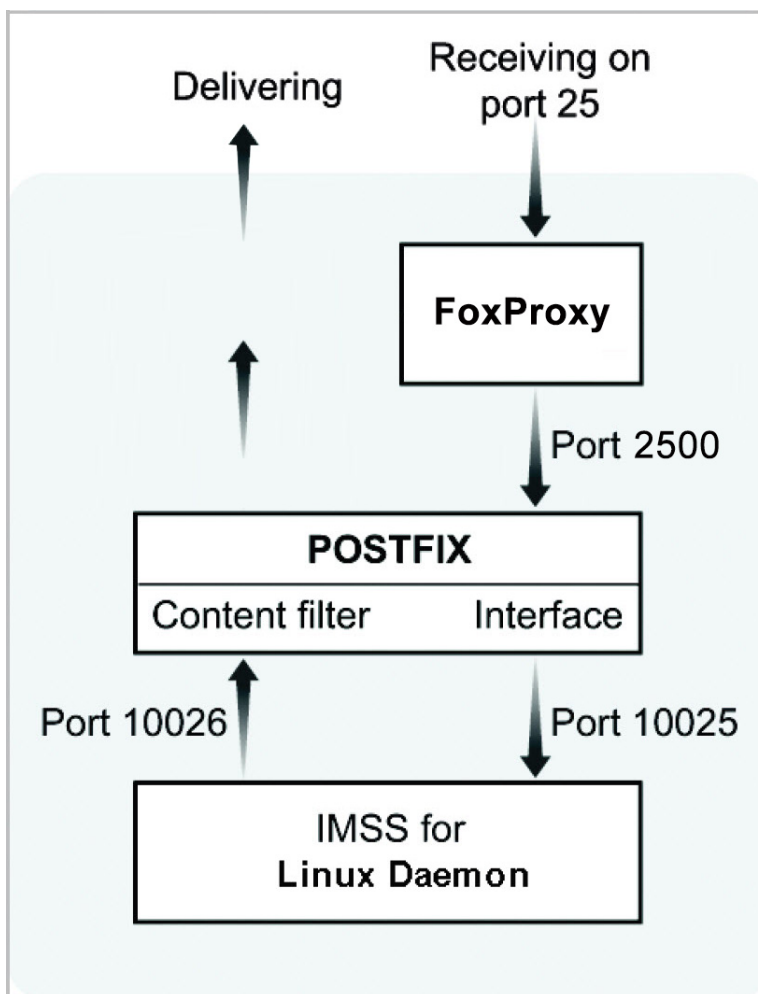 Delivering
Receiving on
port 25
FoxProxy
Port 2500
POSTFIX
Content filter Interface
Port 10026 Port 10025
IMSS for
Linux Daemon